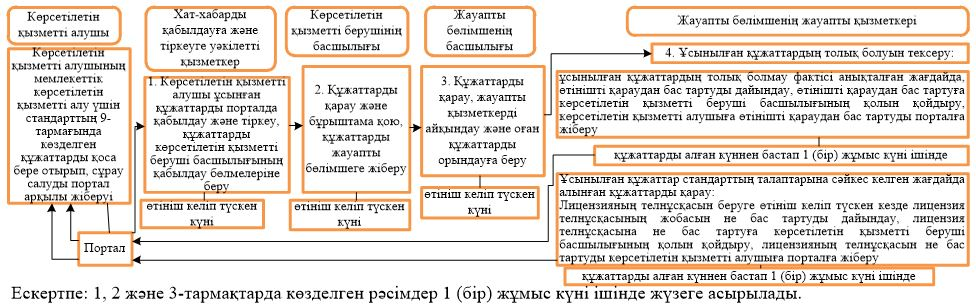 Көрсетілетін
қызметті алушы
Хат-хабарды
қабылдауға және
тіркеуге уәкілетті
қызметкер
Көрсетілетін
қызметті берушінің
басшылығы
Жауапты
бөлімшенің
басшылығы
Жауапты бөлімшенің жауапты қызметкері
Көрсетілетін
қызметті алушының
мемлекеттік
көрсетілетін
қызметті алу үшін
стандарттың 9-
тармағында
көзделген
құжаттарды қоса
бере отырып, сұрау
салуды портал
арқылы жіберуі
1. Көрсетілетін қызметті
алушы ұсынған
құжаттарды порталда
қабылдау және тіркеу,
құжаттарды
көрсетілетін қызметті
беруші басшылығының
қабылдау бөлмелеріне
беру
өтініш келіп түскен
күні
2. Құжаттарды
қарау және
бұрыштама қою,
құжаттарды
жауапты
бөлімшеге жіберу
өтініш келіп түскен
күні
3. Құжаттарды
қарау, жауапты
қызметкерді
айқындау және оған
құжаттарды
орындауға беру
өтініш келіп түскен
күні
4. Ұсынылған құжаттардың толық болуын тексеру:
ұсынылған құжаттардың толық болмау фактісі анықталған жағдайда,
өтінішті қараудан бас тартуды дайындау, өтінішті қараудан бас тартуға
көрсетілетін қызметті беруші басшылығының қолын қойдыру,
көрсетілетін қызметті алушыға өтінішті қараудан бас тартуды порталға
жіберу
құжаттарды алған күннен бастап 1 (бір) жұмыс күні ішінде
Ұсынылған құжаттар стандарттың талаптарына сәйкес келген жағдайда
алынған құжаттарды қарау:
Лицензияның телнұсқасын беруге өтініш келіп түскен кезде лицензия
телнұсқасының жобасын не бас тартуды дайындау, лицензия
телнұсқасына не бас тартуға көрсетілетін қызметті беруші
басшылығының қолын қойдыру, лицензияның телнұсқасын не бас
тартуды көрсетілетін қызметті алушыға порталға жіберу
құжаттарды алған күннен бастап 1 (бір) жұмыс күні ішінде
Портал
Ескертпе: 1, 2 және 3-тармақтарда көзделген рәсімдер 1 (бір) жұмыс күні ішінде жүзеге асырылады.